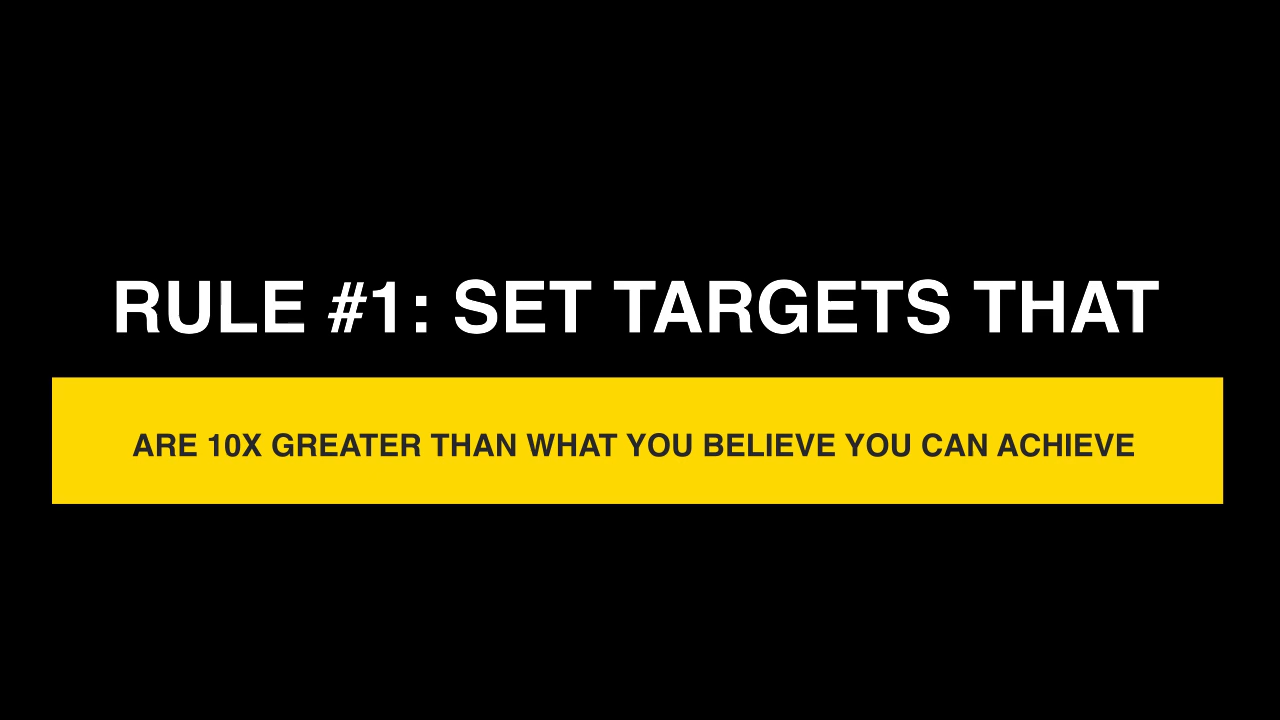 RULE #1: SET TARGETS THAT
ARE 10X GREATER THAN WHAT YOU BELIEVE YOU CAN ACHIEVE